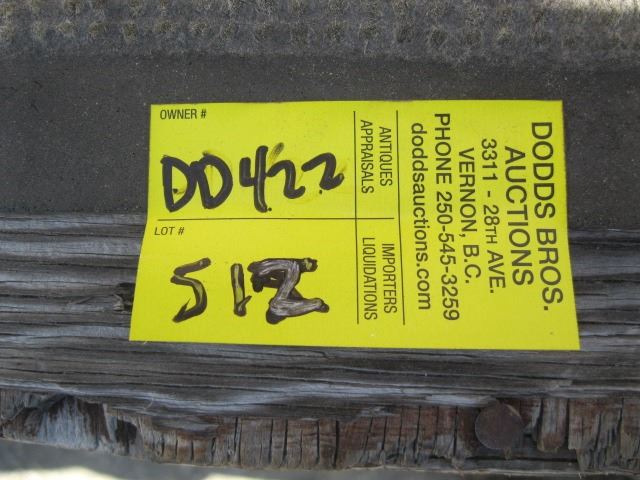 OWNER #
DD422
LOT #
512
ANTIQUES
APPRAISALS
IMPORTERS
LIQUIDATIONS
DODDS BROS.
AUCTIONS
3311 - 28TH AVE.
VERNON, B.C.
PHONE 250-545-3259
doddsauctions.com